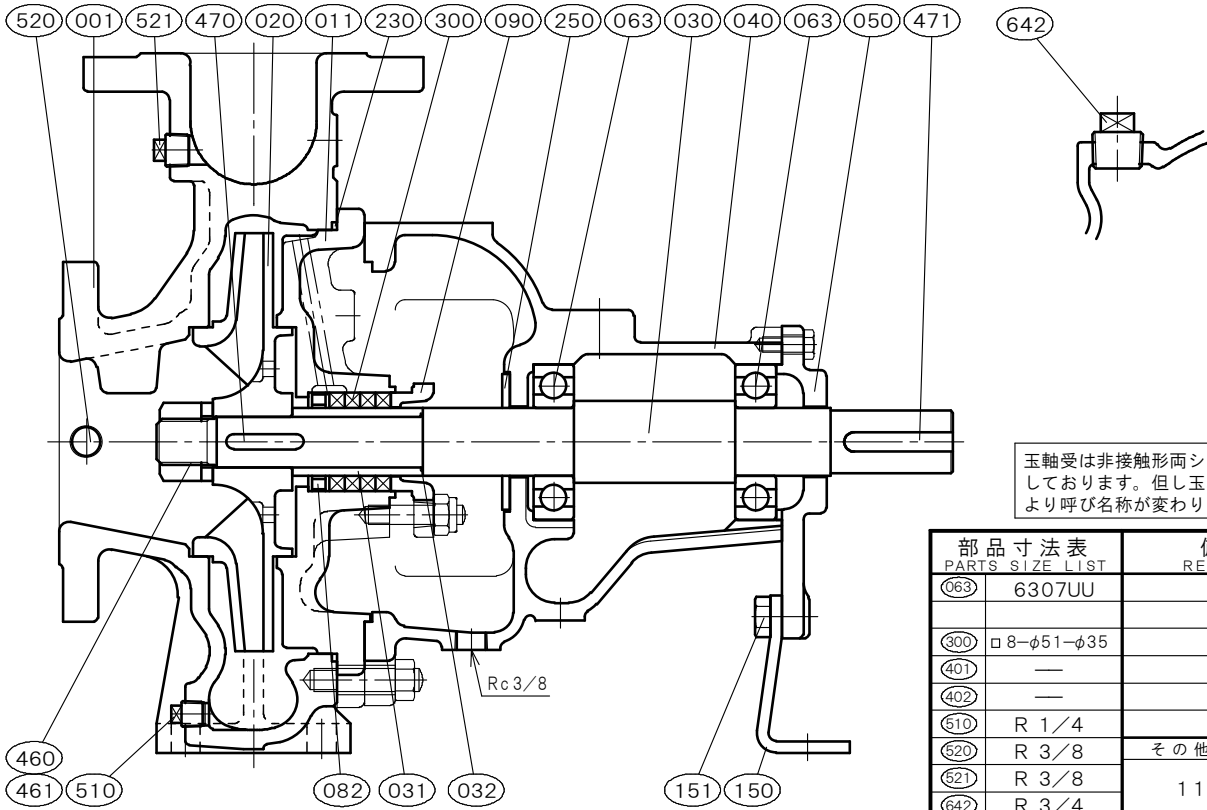 520 001 521 470 020 011 230 300 090 250 063 030 040 063 050 471
642
玉軸受は非接触形両シ
しております。但し玉
より呼び名称が変わり
部品寸法表
PARTS SIZE LIST
RE
063 6307UU
300 □8-φ51-φ35
401 —
402 —
510 R 1/4
520 R 3/8
その他
521 R 3/8
11
642 R 3/4
Rc3/8
460
461 510 082 031 032 151 150